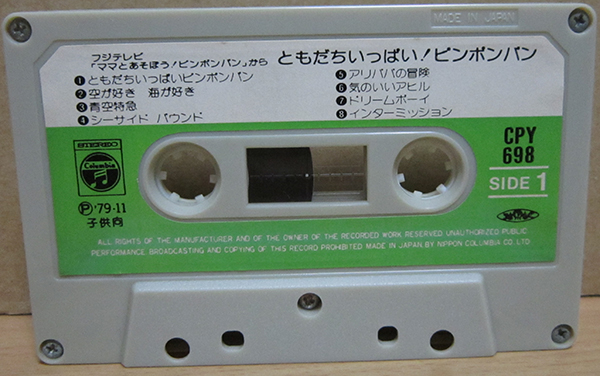 MADE IN JAPAN
フジテレビ
「ママとあそぼう！ピンポンパン」から ともだちいっぱい！ピンポンパン
❶ともだちいっぱいピンポンパン
❷空が好き 海が好き
❸青空特急
❹シーサイド バウンド
❺アリババの冒険
❻気のいいアヒル
❼ドリームボーイ
❽インターミッション
STEREO
Columbia
Ⓟ'79・11
子供向
CPY
698
SIDE 1
ALL RIGHTS OF THE MANUFACTURER AND OF THE OWNER OF THE RECORDED WORK RESERVED. UNAUTHORIZED PUBLIC
PERFORMANCE BROADCASTING AND COPYING OF THIS RECORD PROHIBITED MADE IN JAPAN BY NIPPON COLUMBIA CO., LTD.